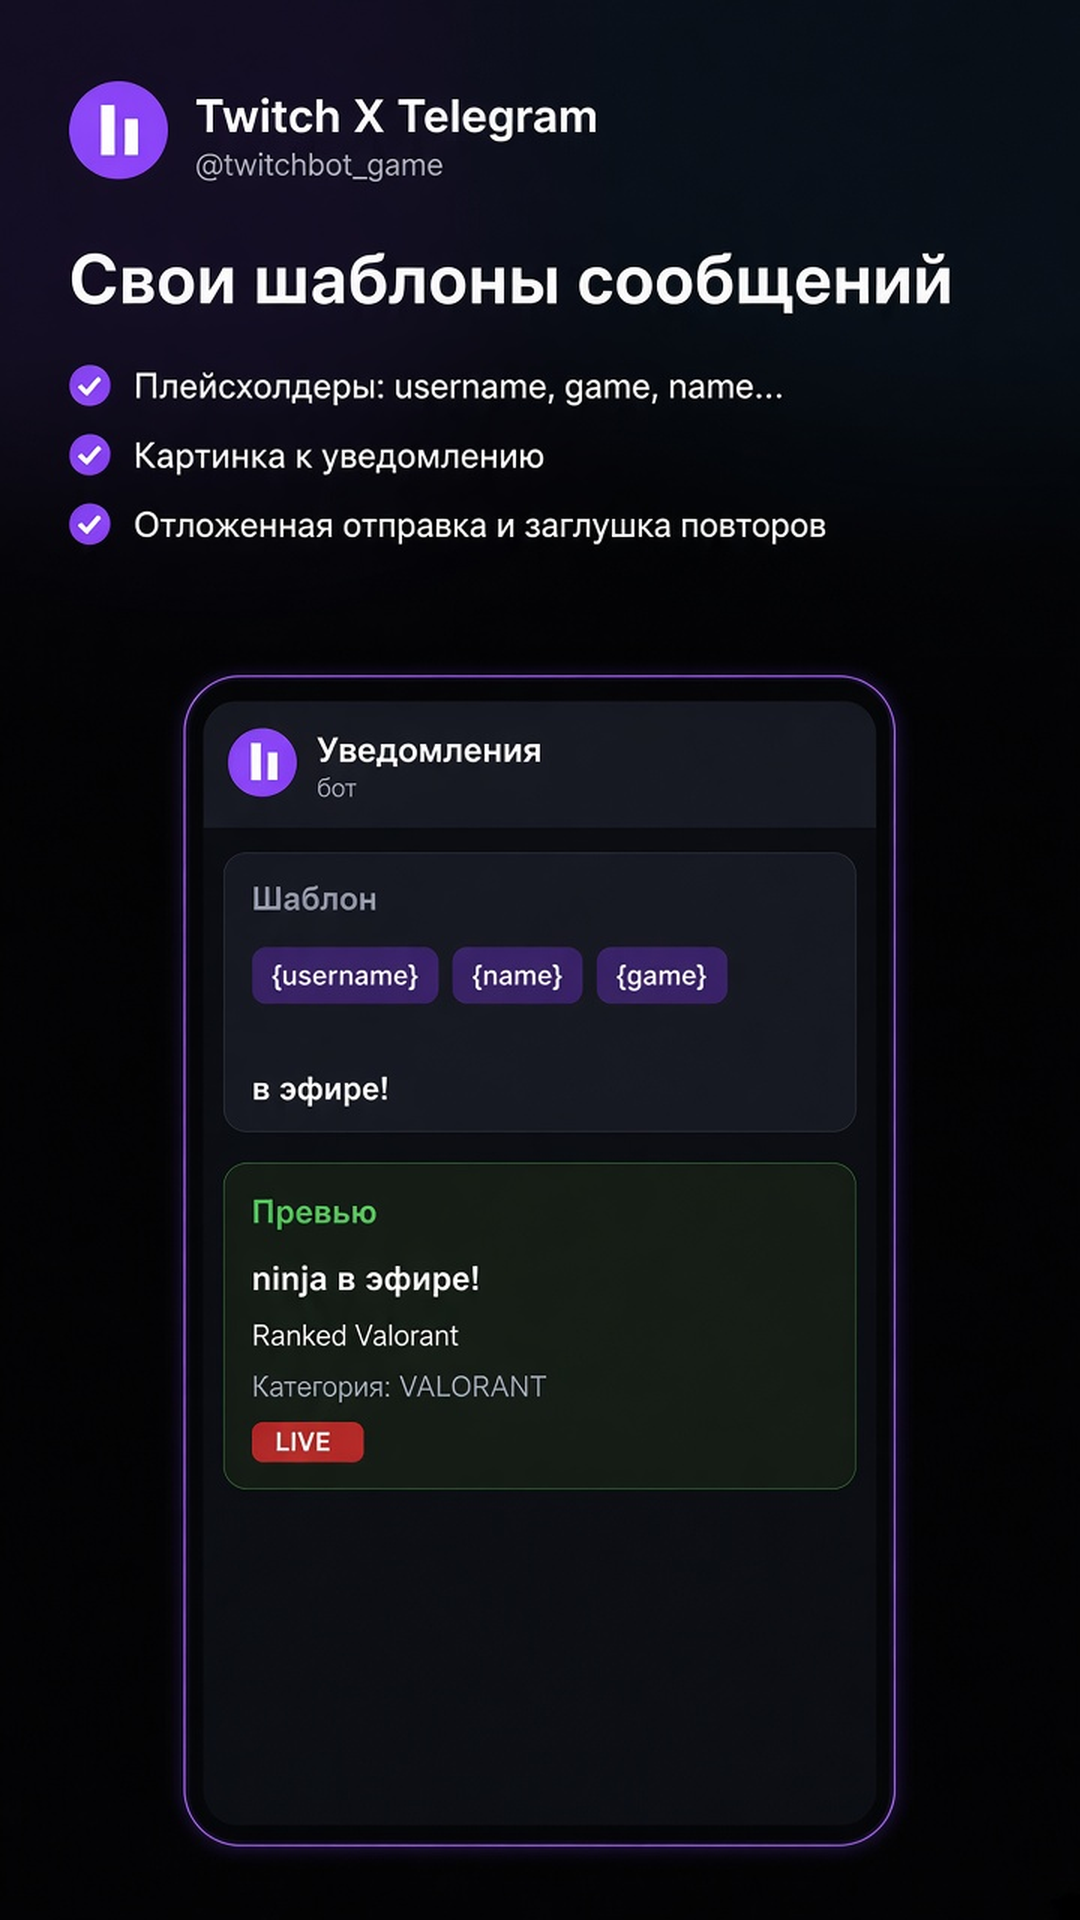 Twitch X Telegram
@twitchbot_game
Свои шаблоны сообщений
Плейсхолдеры: username, game, name...
Картинка к уведомлению
Отложенная отправка и заглушка повторов
Уведомления
бот
Шаблон
{username} {name} {game}
в эфире!
Превью
ninja в эфире!
Ranked Valorant
Категория: VALORANT
LIVE